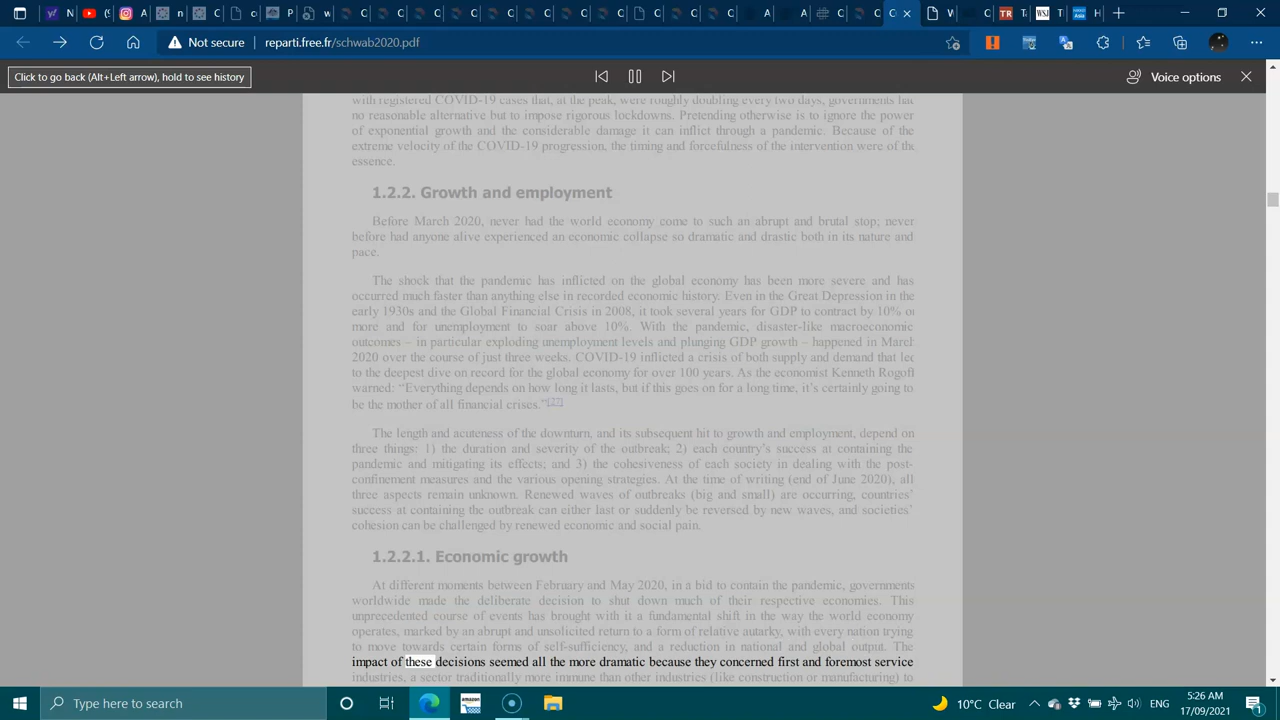 n
C
C
w
C
C
C
C
C
C
C
C
C
C
A
C
C
W
C
T
T
H
Not secure
reparti.free.fr/schwab2020.pdf
Click to go back (Alt+Left arrow), hold to see history
Voice options
with registered COVID-19 cases that, at the peak, were roughly doubling every two days, governments had
no reasonable alternative but to impose rigorous lockdowns. Pretending otherwise is to ignore the power
of exponential growth and the considerable damage it can inflict through a pandemic. Because of the
extreme velocity of the COVID-19 progression, the timing and forcefulness of the intervention were of the
essence.
1.2.2. Growth and employment
Before March 2020, never had the world economy come to such an abrupt and brutal stop; never
before had anyone alive experienced an economic collapse so dramatic and drastic both in its nature and
pace.
The shock that the pandemic has inflicted on the global economy has been more severe and has
occurred much faster than anything else in recorded economic history. Even in the Great Depression in the
early 1930s and the Global Financial Crisis in 2008, it took several years for GDP to contract by 10% or
more and for unemployment to soar above 10%. With the pandemic, disaster-like macroeconomic
outcomes – in particular exploding unemployment levels and plunging GDP growth – happened in March
2020 over the course of just three weeks. COVID-19 inflicted a crisis of both supply and demand that led
to the deepest dive on record for the global economy for over 100 years. As the economist Kenneth Rogoff
warned: “Everything depends on how long it lasts, but if this goes on for a long time, it’s certainly going to
be the mother of all financial crises.”[27]
The length and acuteness of the downturn, and its subsequent hit to growth and employment, depend on
three things: 1) the duration and severity of the outbreak; 2) each country’s success at containing the
pandemic and mitigating its effects; and 3) the cohesiveness of each society in dealing with the post-
confinement measures and the various opening strategies. At the time of writing (end of June 2020), all
three aspects remain unknown. Renewed waves of outbreaks (big and small) are occurring, countries’
success at containing the outbreak can either last or suddenly be reversed by new waves, and societies’
cohesion can be challenged by renewed economic and social pain.
1.2.2.1. Economic growth
At different moments between February and May 2020, in a bid to contain the pandemic, governments
worldwide made the deliberate decision to shut down much of their respective economies. This
unprecedented course of events has brought with it a fundamental shift in the way the world economy
operates, marked by an abrupt and unsolicited return to a form of relative autarky, with every nation trying
to move towards certain forms of self-sufficiency, and a reduction in national and global output. The
impact of these decisions seemed all the more dramatic because they concerned first and foremost service
industries, a sector traditionally more immune than other industries (like construction or manufacturing) to
Type here to search
amazon
10°C Clear
ENG
5:26 AM
17/09/2021